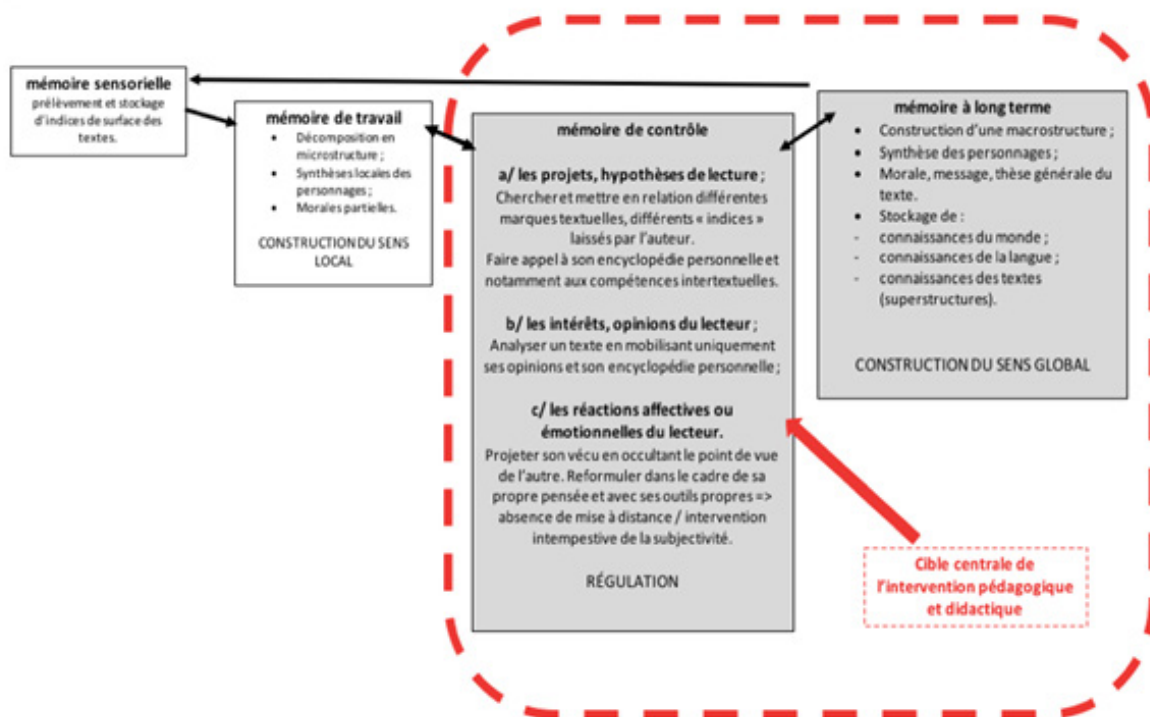 mémoire sensorielle
prélèvement et stockage
d'indices de surface des
textes.
mémoire de travail
• Décomposition en
microstructure ;
• Synthèses locales des
personnages ;
• Morales partielles.
CONSTRUCTION DU SENS
LOCAL
mémoire de contrôle
a/ les projets, hypothèses de lecture ;
Chercher et mettre en relation différentes
marques textuelles, différents « indices »
laissés par l'auteur.
Faire appel à son encyclopédie personnelle et
notamment aux compétences intertextuelles.
b/ les intérêts, opinions du lecteur ;
Analyser un texte en mobilisant uniquement
ses opinions et son encyclopédie personnelle ;
c/ les réactions affectives ou
émotionnelles du lecteur.
Projeter son vécu en occultant le point de vue
de l'autre. Reformuler dans le cadre de sa
propre pensée et avec ses outils propres =>
absence de mise à distance / intervention
intempestive de la subjectivité.
RÉGULATION
mémoire à long terme
• Construction d'une macrostructure ;
• Synthèse des personnages ;
• Morale, message, thèse générale du
texte.
• Stockage de :
- connaissances du monde ;
- connaissances de la langue ;
- connaissances des textes
(superstructures).
CONSTRUCTION DU SENS GLOBAL
Cible centrale de
l'intervention pédagogique
et didactique